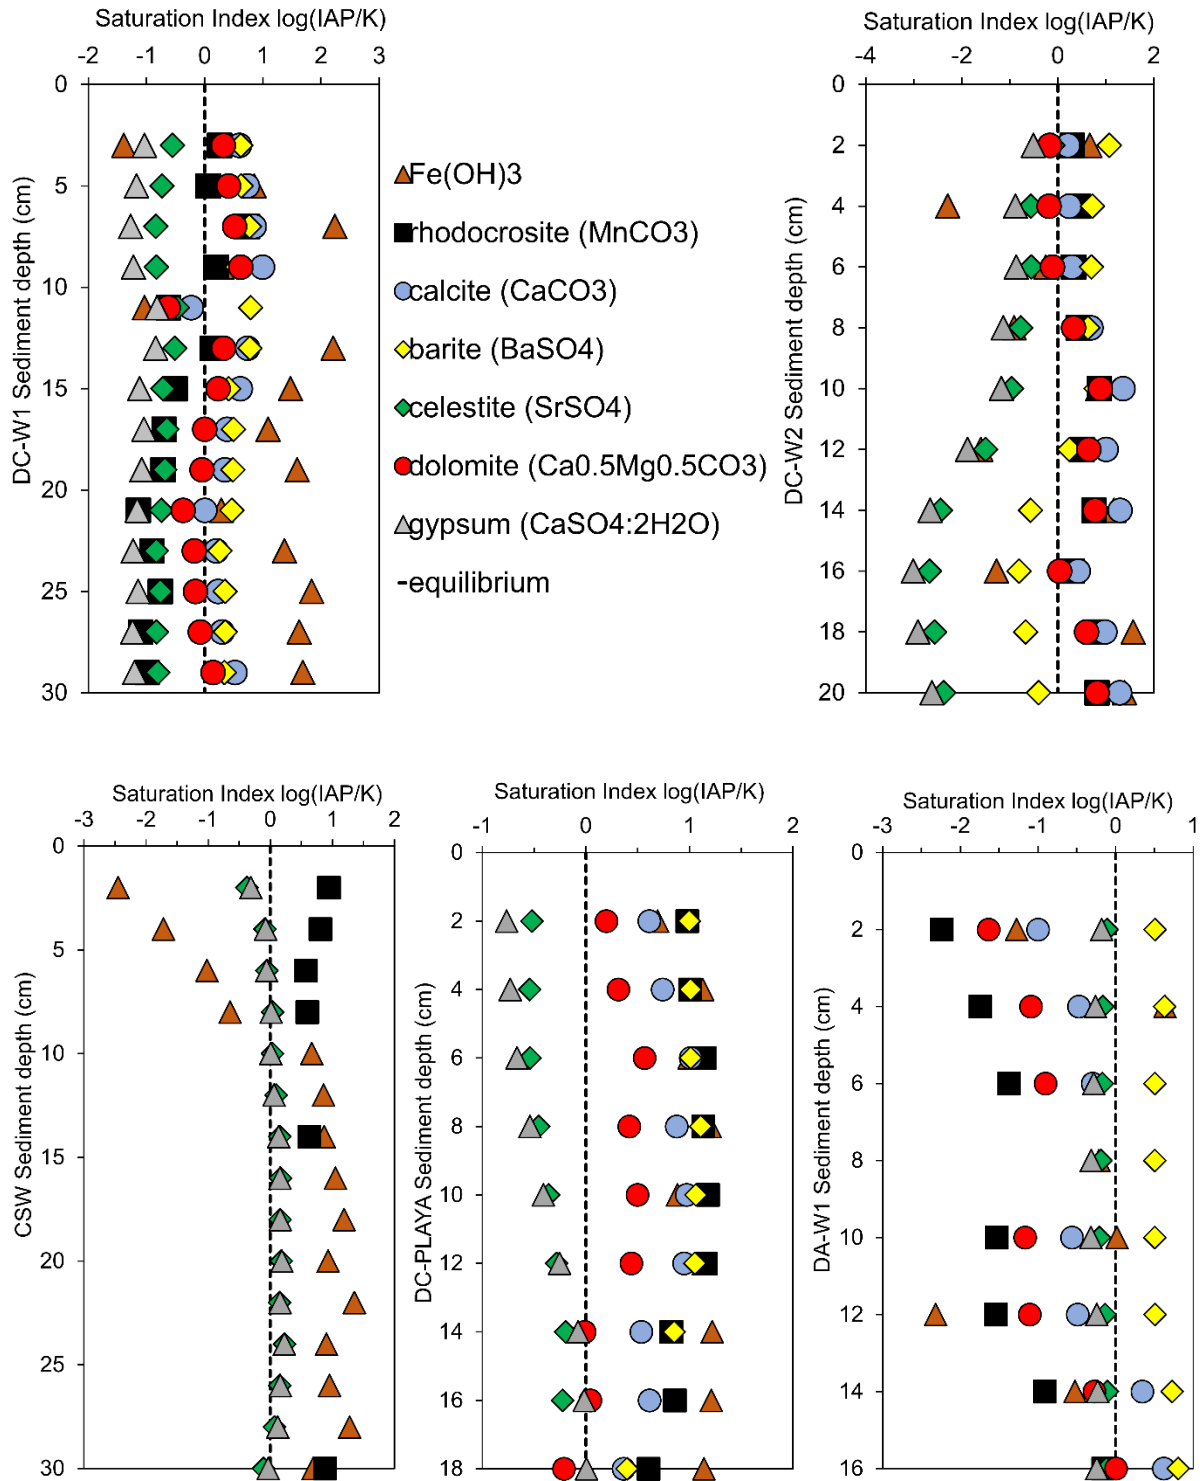 Saturation Index log(IAP/K)
-2 -1 0 1 2 3
0
5
10
15
20
25
30
DC-W1 Sediment depth (cm)
Fe(OH)3
rhodocrosite (MnCO3)
calcite (CaCO3)
barite (BaSO4)
celestite (SrSO4)
dolomite (Ca0.5Mg0.5CO3)
gypsum (CaSO4:2H2O)
-equilibrium
Saturation Index log(IAP/K)
-4 -2 0 2
0
2
4
6
8
10
12
14
16
18
20
DC-W2 Sediment depth (cm)
Saturation Index log(IAP/K)
-3 -2 -1 0 1 2
0
5
10
15
20
25
30
CSW Sediment depth (cm)
Saturation Index log(IAP/K)
-1 0 1 2
0
2
4
6
8
10
12
14
16
18
DC-PLAYA Sediment depth (cm)
Saturation Index log(IAP/K)
-3 -2 -1 0 1
0
2
4
6
8
10
12
14
16
DA-W1 Sediment depth (cm)